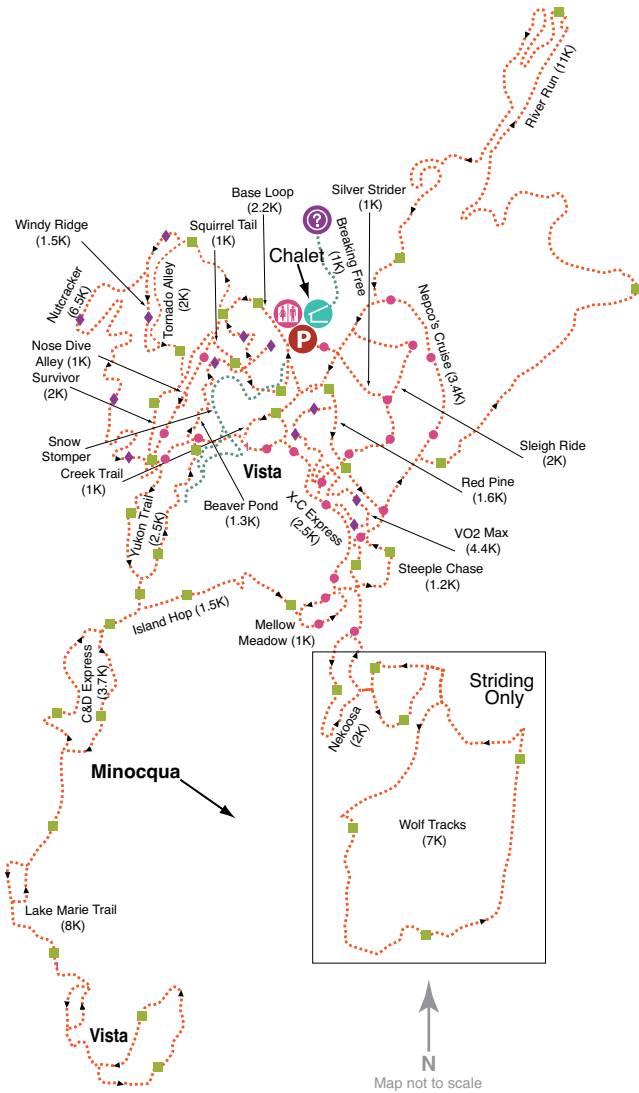 River Run (11K)
Base Loop
(2.2K)
Silver Strider
(1K)
Windy Ridge
(1.5K)
Squirrel Tail
(1K)
?
Breaking Free
(1K)
Chalet
Nutcracker
(6.5K)
Tornado Alley
(2K)
P
Nepco's Cruise (3.4K)
Nose Dive
Alley (1K)
Survivor
(2K)
Snow
Stomper
Creek Trail
(1K)
Vista
Sleigh Ride
(2K)
Red Pine
(1.6K)
Beaver Pond
(1.3K)
X-C Express
(2.5K)
VO2 Max
(4.4K)
Yukon Trail
(2.5K)
Steeple Chase
(1.2K)
Island Hop (1.5K)
Mellow
Meadow (1K)
C&D Express
(3.7K)
Nekoosa
(2K)
Striding
Only
Minocqua
Wolf Tracks
(7K)
Lake Marie Trail
(8K)
Vista
N
Map not to scale